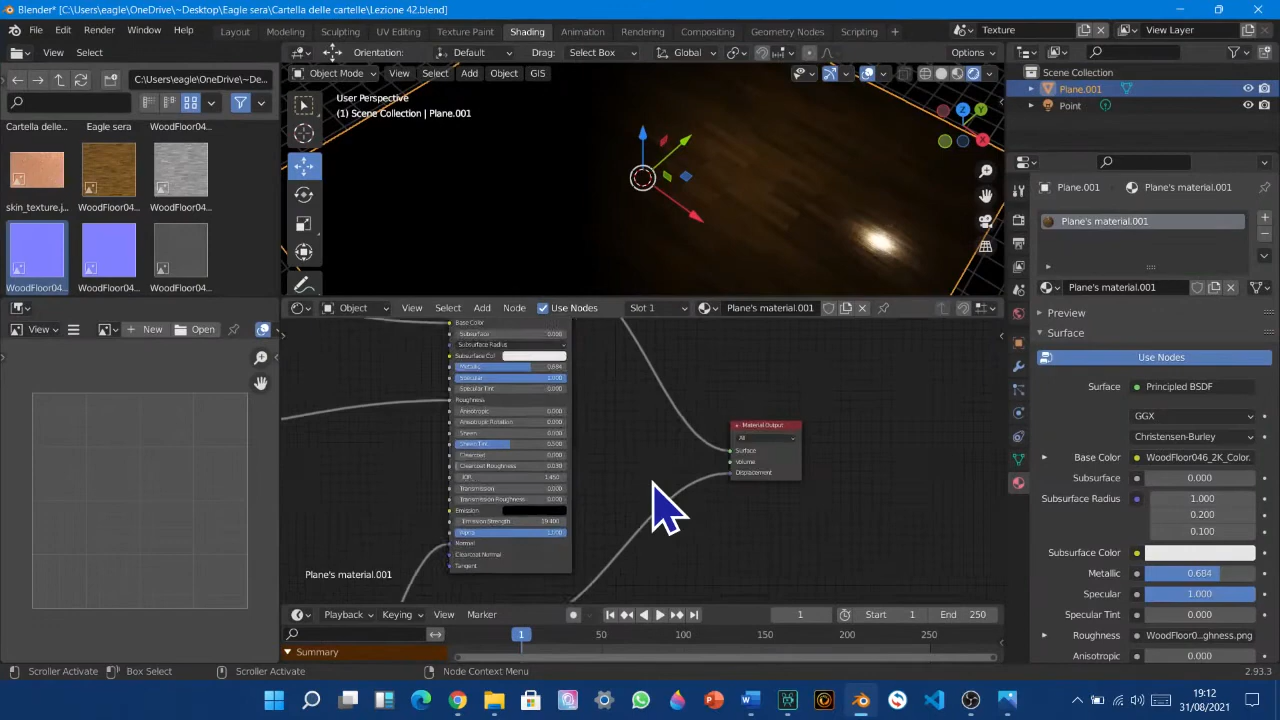 Blender* [C:\Users\eagle\OneDrive\~Desktop\Eagle sera\Cartella delle cartelle\Lezione 42.blend]
File Edit Render Window Help
Layout Modeling Sculpting UV Editing Texture Paint Shading Animation Rendering Compositing Geometry Nodes Scripting
Texture
View Layer
View Select
Orientation: Default Drag: Select Box Global Options
C:\Users\eagle\OneDrive\~De...
Object Mode View Select Add Object GIS
Scene Collection
Plane.001
Point
User Perspective
(1) Scene Collection | Plane.001
Cartella delle... Eagle sera WoodFloor04...
skin_texture.j... WoodFloor04... WoodFloor04...
WoodFloor04... WoodFloor04... WoodFloor04...
Plane.001 Plane's material.001
Plane's material.001
Plane's material.001
Object View Select Add Node Use Nodes Slot 1 Plane's material.001
View New Open
Base Color
Subsurface 0.000
Subsurface Radius
Subsurface Col
Metallic 0.684
Specular 1.000
Specular Tint 0.000
Roughness
Anisotropic 0.000
Anisotropic Rotation 0.000
Sheen 0.000
Sheen Tint 0.500
Clearcoat 0.000
Clearcoat Roughness 0.030
IOR 1.450
Transmission 0.000
Transmission Roughness 0.000
Emission
Emission Strength 19.400
Alpha 1.000
Normal
Clearcoat Normal
Tangent
Material Output
All
Surface
Volume
Displacement
Plane's material.001
Preview
Surface
Use Nodes
Surface Principled BSDF
GGX
Christensen-Burley
Base Color WoodFloor046_2K_Color.
Subsurface 0.000
Subsurface Radius 1.000
0.200
0.100
Subsurface Color
Metallic 0.684
Specular 1.000
Specular Tint 0.000
Roughness WoodFloor0...ghness.png
Anisotropic 0.000
Playback Keying View Marker 1 Start 1 End 250
1 50 100 150 200 250
Summary
Scroller Activate Box Select Scroller Activate Node Context Menu 2.93.3
19:12
31/08/2021